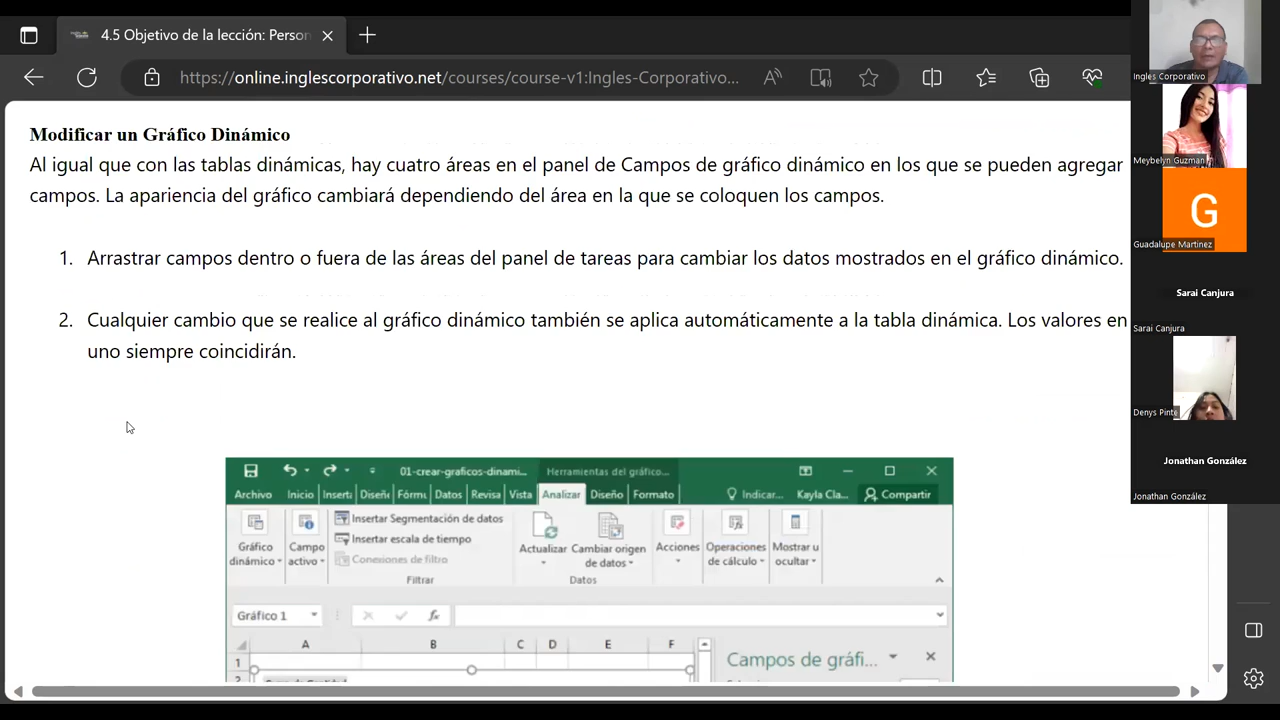 4.5 Objetivo de la lección: Person
https://online.inglescorporativo.net/courses/course-v1:Ingles-Corporativo...
Modificar un Gráfico Dinámico
Al igual que con las tablas dinámicas, hay cuatro áreas en el panel de Campos de gráfico dinámico en los que se pueden agregar
campos. La apariencia del gráfico cambiará dependiendo del área en la que se coloquen los campos.
1. Arrastrar campos dentro o fuera de las áreas del panel de tareas para cambiar los datos mostrados en el gráfico dinámico.
2. Cualquier cambio que se realice al gráfico dinámico también se aplica automáticamente a la tabla dinámica. Los valores en
uno siempre coincidirán.
01-crear-graficos-dinami... Herramientas del gráfico...
Archivo Inicio Inserta Diseñ Fórmu Datos Revisa Vista Analizar Diseño Formato Indicar... Kayla Cla... Compartir
Gráfico dinámico
Campo activo
Insertar Segmentación de datos
Insertar escala de tiempo
Conexiones de filtro
Filtrar
Actualizar
Cambiar origen de datos
Datos
Acciones
Operaciones de cálculo
Mostrar u ocultar
Gráfico 1 fx
A B C D E F
1
2
Campos de gráfi...
Ingles Corporativo
Meybelyn Guzman
G
Guadalupe Martinez
Sarai Canjura
Sarai Canjura
Denys Pinte
Jonathan González
Jonathan González